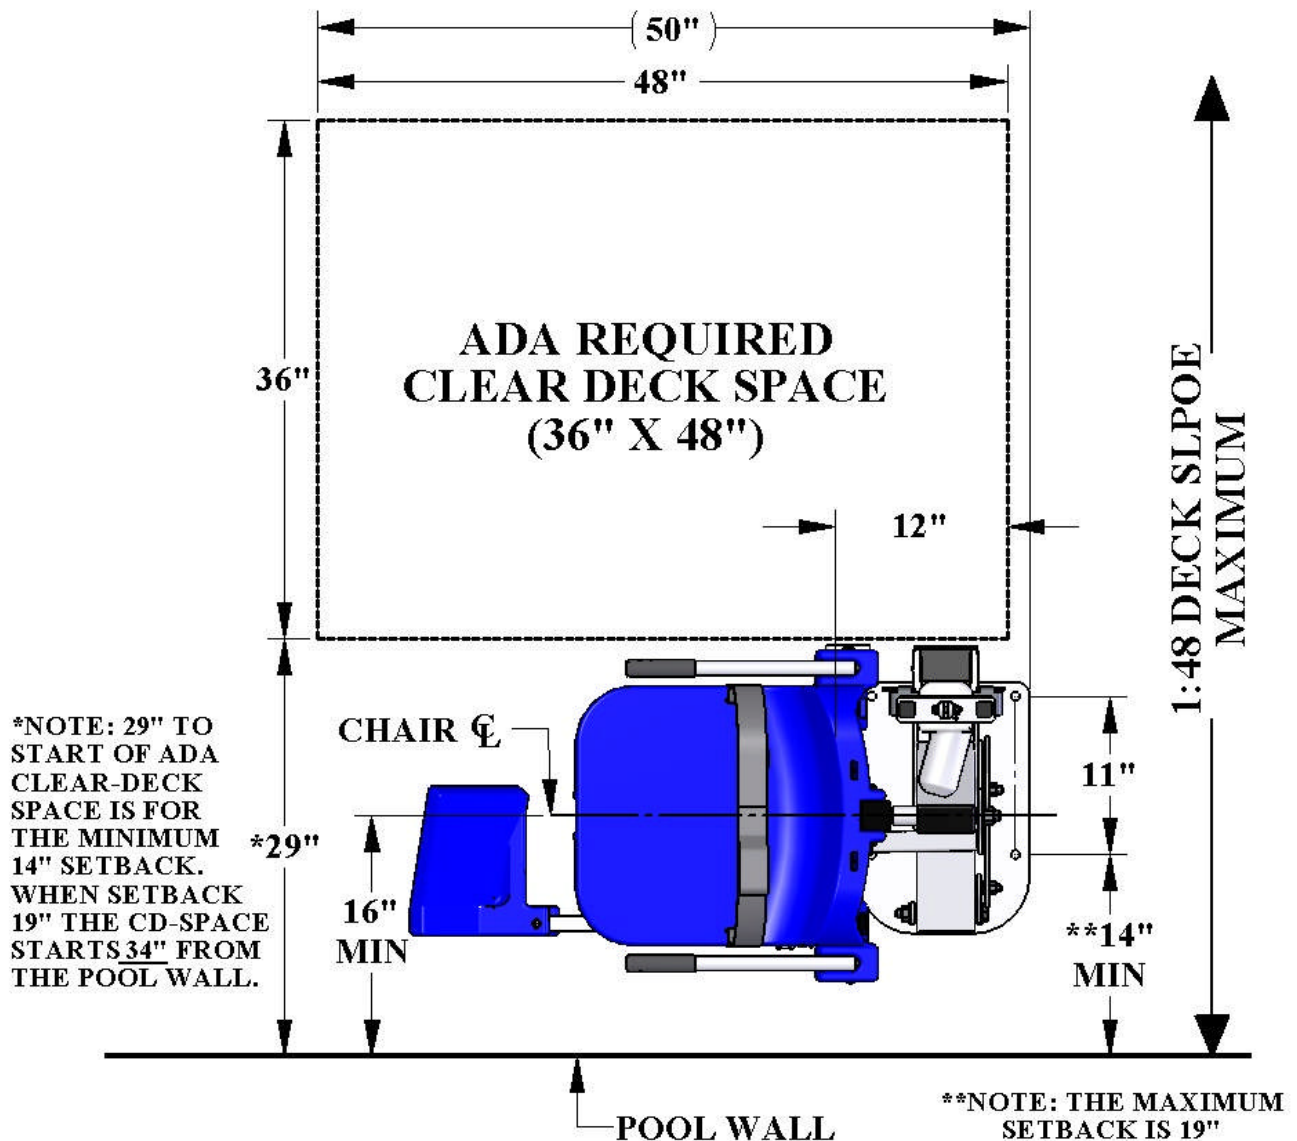 (50")
48"
36"
ADA REQUIRED
CLEAR DECK SPACE
(36" X 48")
12"
1:48 DECK SLPOE
MAXIMUM
*NOTE: 29" TO
START OF ADA
CLEAR-DECK
SPACE IS FOR
THE MINIMUM
14" SETBACK.
WHEN SETBACK
19" THE CD-SPACE
STARTS 34" FROM
THE POOL WALL.
*29"
CHAIR ℄
16"
MIN
11"
**14"
MIN
POOL WALL
**NOTE: THE MAXIMUM
SETBACK IS 19"